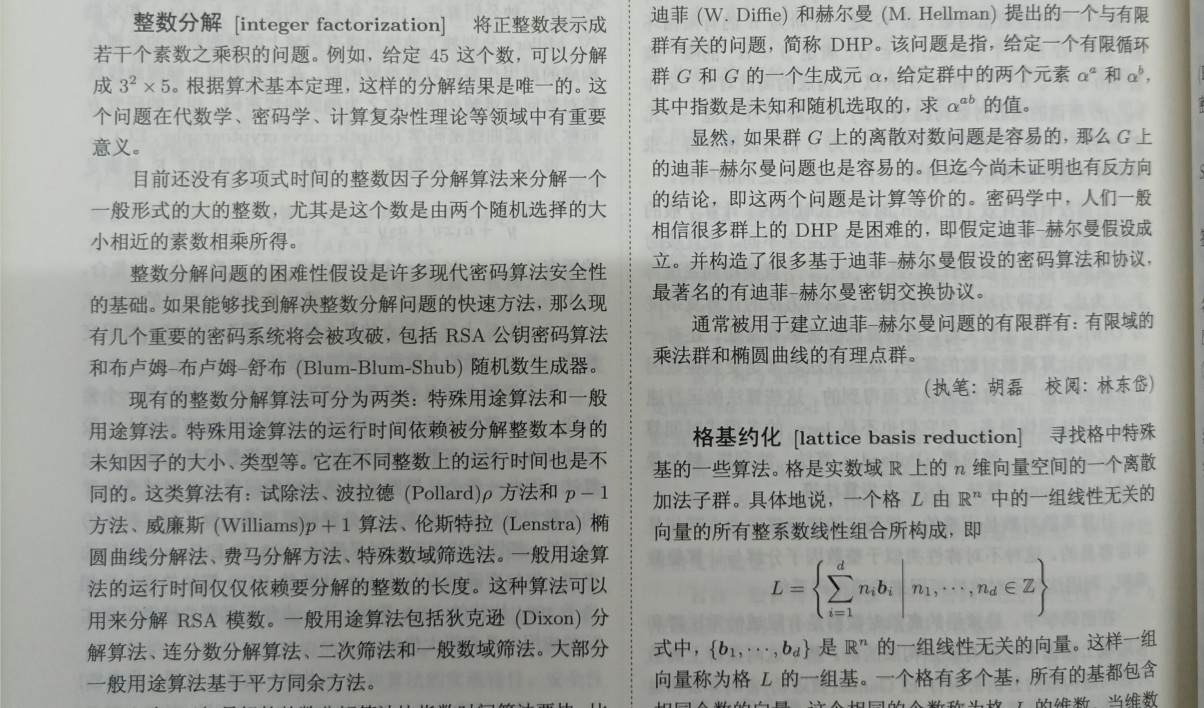 整数分解 [integer factorization]　将正整数表示成
若干个素数之乘积的问题。例如，给定 45 这个数，可以分解
成 3² × 5。根据算术基本定理，这样的分解结果是唯一的。这
个问题在代数学、密码学、计算复杂性理论等领域中有重要
意义。
目前还没有多项式时间的整数因子分解算法来分解一个
一般形式的大的整数，尤其是这个数是由两个随机选择的大
小相近的素数相乘所得。
整数分解问题的困难性假设是许多现代密码算法安全性
的基础。如果能够找到解决整数分解问题的快速方法，那么现
有几个重要的密码系统将会被攻破，包括 RSA 公钥密码算法
和布卢姆–布卢姆–舒布 (Blum-Blum-Shub) 随机数生成器。
现有的整数分解算法可分为两类：特殊用途算法和一般
用途算法。特殊用途算法的运行时间依赖被分解整数本身的
未知因子的大小、类型等。它在不同整数上的运行时间也是不
同的。这类算法有：试除法、波拉德 (Pollard)ρ 方法和 p − 1
方法、威廉斯 (Williams)p + 1 算法、伦斯特拉 (Lenstra) 椭
圆曲线分解法、费马分解方法、特殊数域筛选法。一般用途算
法的运行时间仅仅依赖要分解的整数的长度。这种算法可以
用来分解 RSA 模数。一般用途算法包括狄克逊 (Dixon) 分
解算法、连分数分解算法、二次筛法和一般数域筛法。大部分
一般用途算法基于平方同余方法。
迪菲 (W. Diffie) 和赫尔曼 (M. Hellman) 提出的一个与有限
群有关的问题，简称 DHP。该问题是指，给定一个有限循环
群 G 和 G 的一个生成元 α，给定群中的两个元素 αᵃ 和 αᵇ，
其中指数是未知和随机选取的，求 αᵃᵇ 的值。
显然，如果群 G 上的离散对数问题是容易的，那么 G 上
的迪菲–赫尔曼问题也是容易的。但迄今尚未证明也有反方向
的结论，即这两个问题是计算等价的。密码学中，人们一般
相信很多群上的 DHP 是困难的，即假定迪菲–赫尔曼假设成
立。并构造了很多基于迪菲–赫尔曼假设的密码算法和协议，
最著名的有迪菲–赫尔曼密钥交换协议。
通常被用于建立迪菲–赫尔曼问题的有限群有：有限域的
乘法群和椭圆曲线的有理点群。
(执笔：胡磊　校阅：林东岱)
格基约化 [lattice basis reduction]　寻找格中特殊
基的一些算法。格是实数域 ℝ 上的 n 维向量空间的一个离散
加法子群。具体地说，一个格 L 由 ℝⁿ 中的一组线性无关的
向量的所有整系数线性组合所构成，即
L = { ∑_{i=1}^{d} nᵢbᵢ | n₁, ⋯, n_d ∈ ℤ }
式中，{b₁, ⋯, b_d} 是 ℝⁿ 的一组线性无关的向量。这样一组
向量称为格 L 的一组基。一个格有多个基，所有的基都包含
相同个数的向量，这个相同的个数称为格 L 的维数。当维数